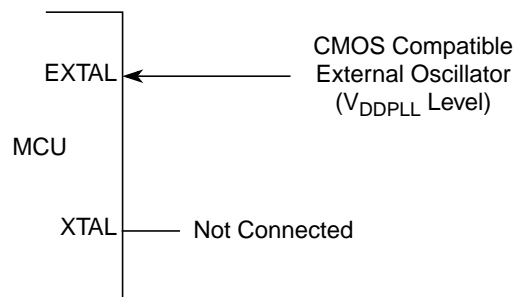 CMOS Compatible
External Oscillator
(VDDPLL Level)
EXTAL
MCU
XTAL
Not Connected